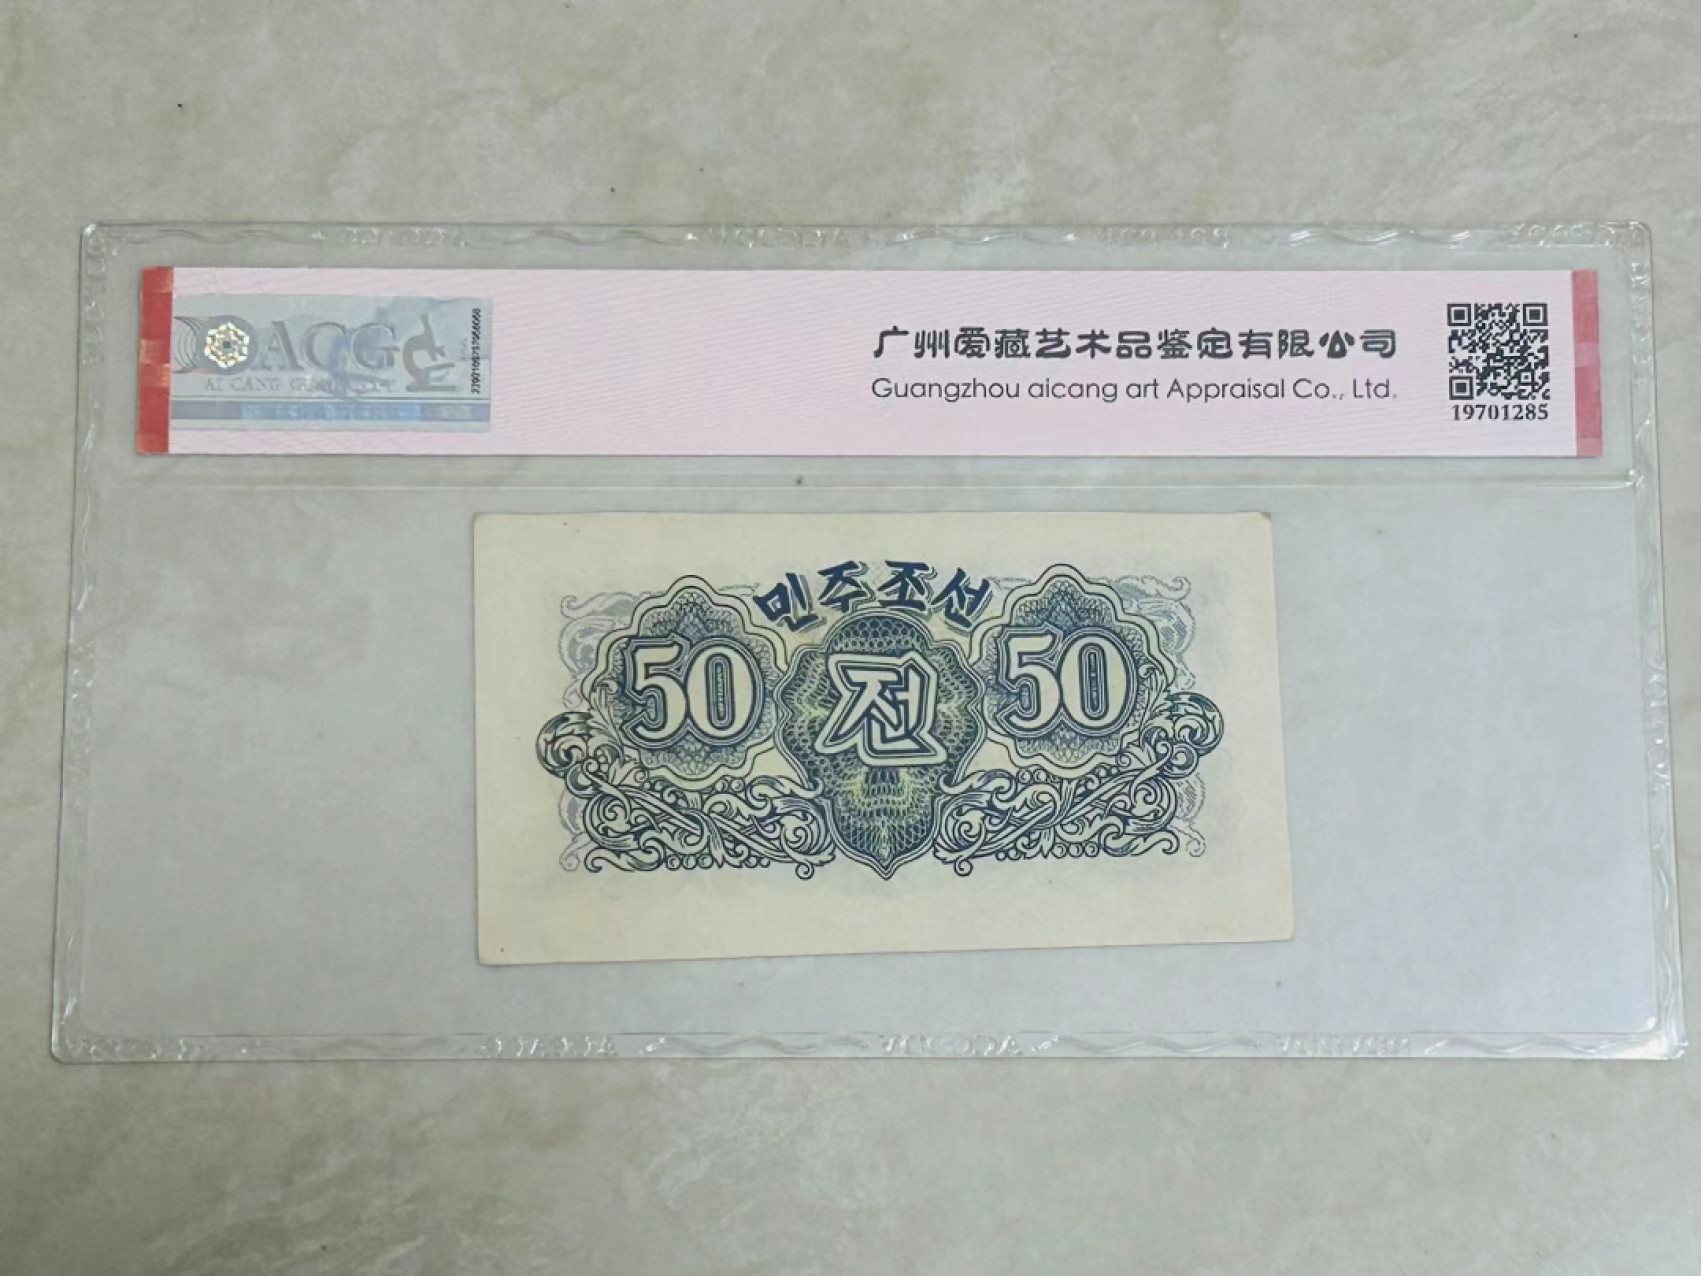 ACG
广州爱藏艺术品鉴定有限公司
Guangzhou aicang art Appraisal Co., Ltd.
19701285
민주조선
50 전 50